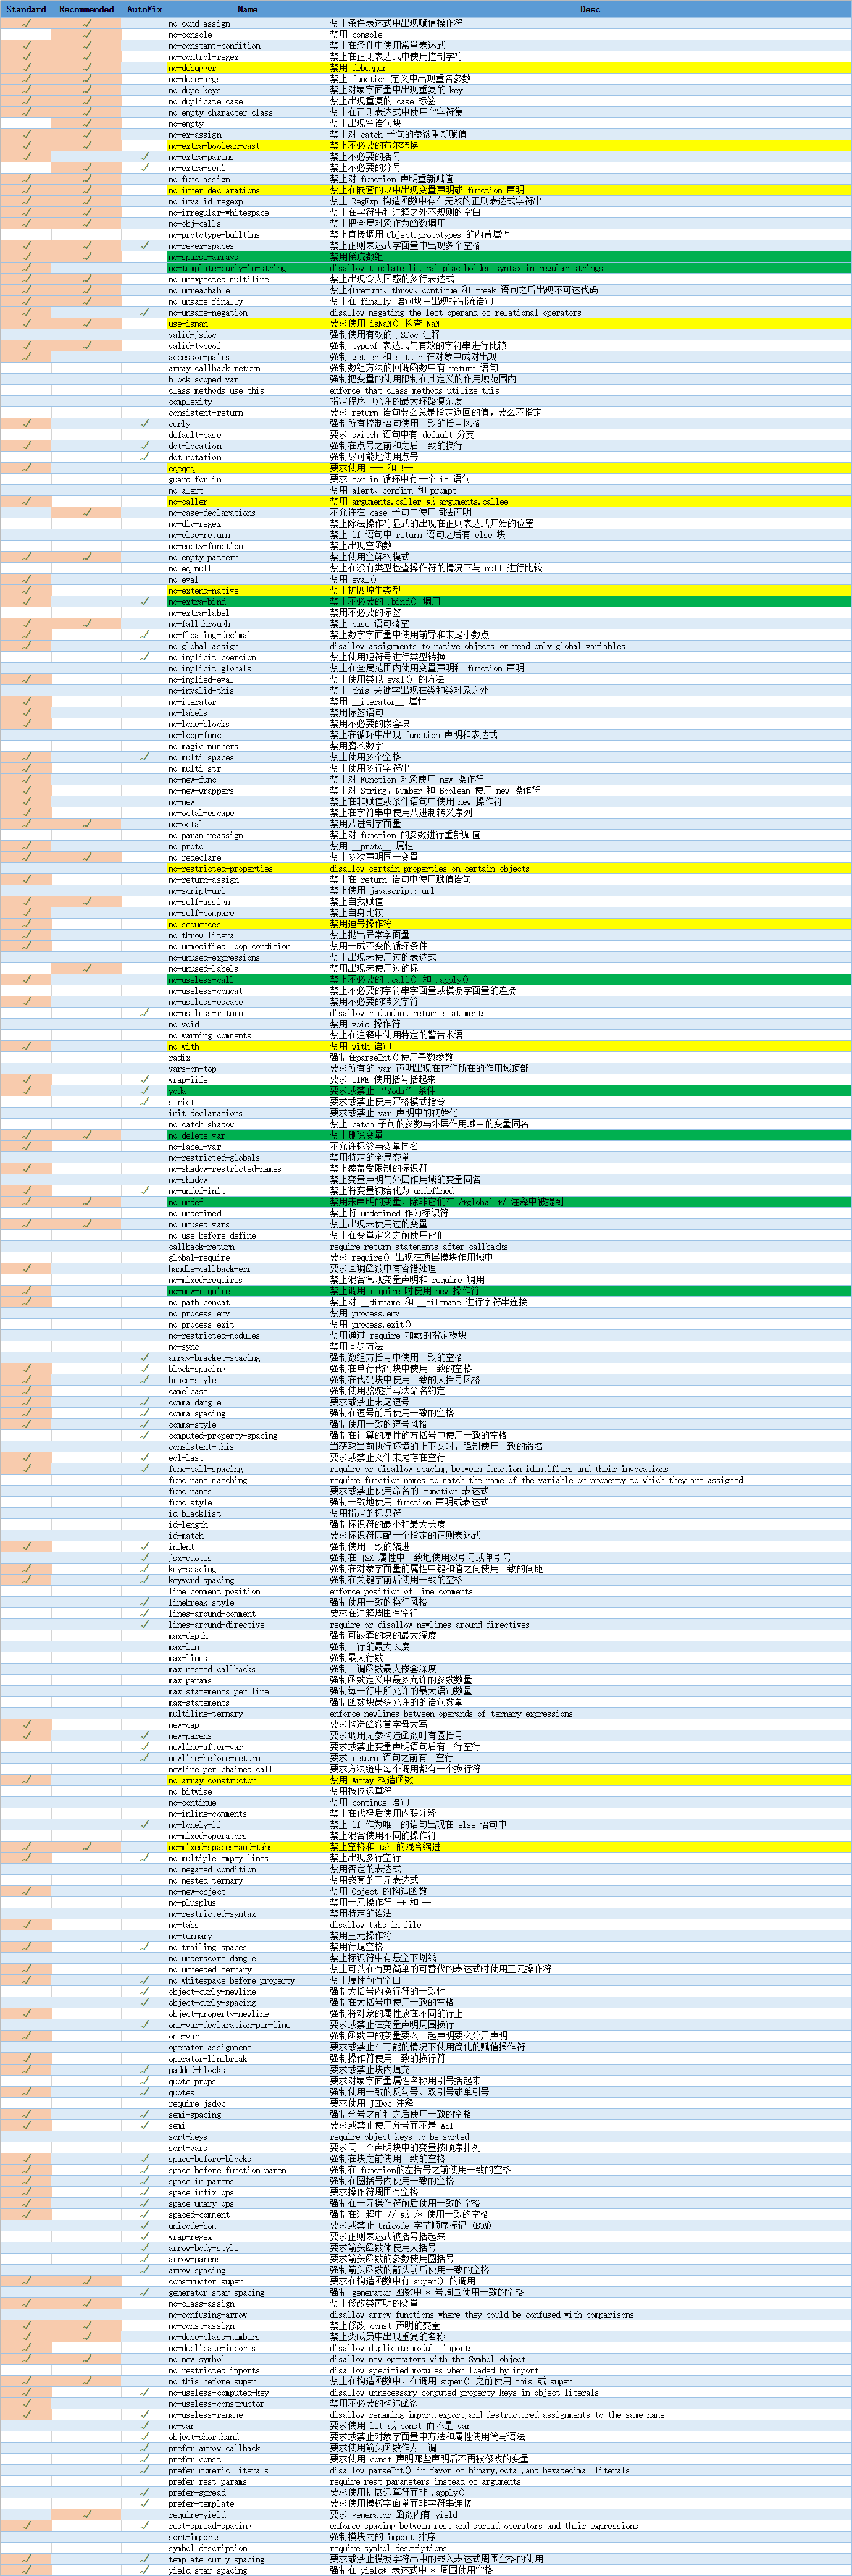 Standard Recommended AutoFix Name Desc
no-cond-assign 禁止条件表达式中出现赋值操作符
no-console 禁用 console
no-constant-condition 禁止在条件中使用常量表达式
no-control-regex 禁止在正则表达式中使用控制字符
no-debugger 禁用 debugger
no-dupe-args 禁止 function 定义中出现重名参数
no-dupe-keys 禁止对象字面量中出现重复的 key
no-duplicate-case 禁止出现重复的 case 标签
no-empty-character-class 禁止在正则表达式中使用空字符集
no-empty 禁止出现空语句块
no-ex-assign 禁止对 catch 子句的参数重新赋值
no-extra-boolean-cast 禁止不必要的布尔转换
no-extra-parens 禁止不必要的括号
no-extra-semi 禁止不必要的分号
no-func-assign 禁止对 function 声明重新赋值
no-inner-declarations 禁止在嵌套的块中出现变量声明或 function 声明
no-invalid-regexp 禁止 RegExp 构造函数中存在无效的正则表达式字符串
no-irregular-whitespace 禁止在字符串和注释之外不规则的空白
no-obj-calls 禁止把全局对象作为函数调用
no-prototype-builtins 禁止直接调用 Object.prototypes 的内置属性
no-regex-spaces 禁止正则表达式字面量中出现多个空格
no-sparse-arrays 禁用稀疏数组
no-template-curly-in-string disallow template literal placeholder syntax in regular strings
no-unexpected-multiline 禁止出现令人困惑的多行表达式
no-unreachable 禁止在return、throw、continue 和 break 语句之后出现不可达代码
no-unsafe-finally 禁止在 finally 语句块中出现控制流语句
no-unsafe-negation disallow negating the left operand of relational operators
use-isnan 要求使用 isNaN() 检查 NaN
valid-jsdoc 强制使用有效的 JSDoc 注释
valid-typeof 强制 typeof 表达式与有效的字符串进行比较
accessor-pairs 强制 getter 和 setter 在对象中成对出现
array-callback-return 强制数组方法的回调函数中有 return 语句
block-scoped-var 强制把变量的使用限制在其定义的作用域范围内
class-methods-use-this enforce that class methods utilize this
complexity 指定程序中允许的最大环路复杂度
consistent-return 要求 return 语句要么总是指定返回的值，要么不指定
curly 强制所有控制语句使用一致的括号风格
default-case 要求 switch 语句中有 default 分支
dot-location 强制在点号之前和之后一致的换行
dot-notation 强制尽可能地使用点号
eqeqeq 要求使用 === 和 !==
guard-for-in 要求 for-in 循环中有一个 if 语句
no-alert 禁用 alert、confirm 和 prompt
no-caller 禁用 arguments.caller 或 arguments.callee
no-case-declarations 不允许在 case 子句中使用词法声明
no-div-regex 禁止除法操作符显式的出现在正则表达式开始的位置
no-else-return 禁止 if 语句中 return 语句之后有 else 块
no-empty-function 禁止出现空函数
no-empty-pattern 禁止使用空解构模式
no-eq-null 禁止在没有类型检查操作符的情况下与 null 进行比较
no-eval 禁用 eval()
no-extend-native 禁止扩展原生类型
no-extra-bind 禁止不必要的 .bind() 调用
no-extra-label 禁用不必要的标签
no-fallthrough 禁止 case 语句落空
no-floating-decimal 禁止数字字面量中使用前导和末尾小数点
no-global-assign disallow assignments to native objects or read-only global variables
no-implicit-coercion 禁止使用短符号进行类型转换
no-implicit-globals 禁止在全局范围内使用变量声明和 function 声明
no-implied-eval 禁止使用类似 eval() 的方法
no-invalid-this 禁止 this 关键字出现在类和类对象之外
no-iterator 禁用 __iterator__ 属性
no-labels 禁用标签语句
no-lone-blocks 禁用不必要的嵌套块
no-loop-func 禁止在循环中出现 function 声明和表达式
no-magic-numbers 禁用魔术数字
no-multi-spaces 禁止使用多个空格
no-multi-str 禁止使用多行字符串
no-new-func 禁止对 Function 对象使用 new 操作符
no-new-wrappers 禁止对 String，Number 和 Boolean 使用 new 操作符
no-new 禁止在非赋值或条件语句中使用 new 操作符
no-octal-escape 禁止在字符串中使用八进制转义序列
no-octal 禁用八进制字面量
no-param-reassign 禁止对 function 的参数进行重新赋值
no-proto 禁用 __proto__ 属性
no-redeclare 禁止多次声明同一变量
no-restricted-properties disallow certain properties on certain objects
no-return-assign 禁止在 return 语句中使用赋值语句
no-script-url 禁止使用 javascript: url
no-self-assign 禁止自我赋值
no-self-compare 禁止自身比较
no-sequences 禁用逗号操作符
no-throw-literal 禁止抛出异常字面量
no-unmodified-loop-condition 禁用一成不变的循环条件
no-unused-expressions 禁止出现未使用过的表达式
no-unused-labels 禁用出现未使用过的标
no-useless-call 禁止不必要的 .call() 和 .apply()
no-useless-concat 禁止不必要的字符串字面量或模板字面量的连接
no-useless-escape 禁用不必要的转义字符
no-useless-return disallow redundant return statements
no-void 禁用 void 操作符
no-warning-comments 禁止在注释中使用特定的警告术语
no-with 禁用 with 语句
radix 强制在parseInt()使用基数参数
vars-on-top 要求所有的 var 声明出现在它们所在的作用域顶部
wrap-iife 要求 IIFE 使用括号括起来
yoda 要求或禁止 “Yoda” 条件
strict 要求或禁止使用严格模式指令
init-declarations 要求或禁止 var 声明中的初始化
no-catch-shadow 禁止 catch 子句的参数与外层作用域中的变量同名
no-delete-var 禁止删除变量
no-label-var 不允许标签与变量同名
no-restricted-globals 禁用特定的全局变量
no-shadow-restricted-names 禁止覆盖受限制的标识符
no-shadow 禁止变量声明与外层作用域的变量同名
no-undef-init 禁止将变量初始化为 undefined
no-undef 禁用未声明的变量，除非它们在 /*global */ 注释中被提到
no-undefined 禁止将 undefined 作为标识符
no-unused-vars 禁止出现未使用过的变量
no-use-before-define 禁止在变量定义之前使用它们
callback-return require return statements after callbacks
global-require 要求 require() 出现在顶层模块作用域中
handle-callback-err 要求回调函数中有容错处理
no-mixed-requires 禁止混合常规变量声明和 require 调用
no-new-require 禁止调用 require 时使用 new 操作符
no-path-concat 禁止对 __dirname 和 __filename 进行字符串连接
no-process-env 禁用 process.env
no-process-exit 禁用 process.exit()
no-restricted-modules 禁用通过 require 加载的指定模块
no-sync 禁用同步方法
array-bracket-spacing 强制数组方括号中使用一致的空格
block-spacing 强制在单行代码块中使用一致的空格
brace-style 强制在代码块中使用一致的大括号风格
camelcase 强制使用骆驼拼写法命名约定
comma-dangle 要求或禁止末尾逗号
comma-spacing 强制在逗号前后使用一致的空格
comma-style 强制使用一致的逗号风格
computed-property-spacing 强制在计算的属性的方括号中使用一致的空格
consistent-this 当获取当前执行环境的上下文时，强制使用一致的命名
eol-last 要求或禁止文件末尾存在空行
func-call-spacing require or disallow spacing between function identifiers and their invocations
func-name-matching require function names to match the name of the variable or property to which they are assigned
func-names 要求或禁止使用命名的 function 表达式
func-style 强制一致地使用 function 声明或表达式
id-blacklist 禁用指定的标识符
id-length 强制标识符的最小和最大长度
id-match 要求标识符匹配一个指定的正则表达式
indent 强制使用一致的缩进
jsx-quotes 强制在 JSX 属性中一致地使用双引号或单引号
key-spacing 强制在对象字面量的属性中键和值之间使用一致的间距
keyword-spacing 强制在关键字前后使用一致的空格
line-comment-position enforce position of line comments
linebreak-style 强制使用一致的换行风格
lines-around-comment 要求在注释周围有空行
lines-around-directive require or disallow newlines around directives
max-depth 强制可嵌套的块的最大深度
max-len 强制一行的最大长度
max-lines 强制最大行数
max-nested-callbacks 强制回调函数最大嵌套深度
max-params 强制函数定义中最多允许的参数数量
max-statements-per-line 强制每一行中所允许的最大语句数量
max-statements 强制函数块最多允许的的语句数量
multiline-ternary enforce newlines between operands of ternary expressions
new-cap 要求构造函数首字母大写
new-parens 要求调用无参构造函数时有圆括号
newline-after-var 要求或禁止变量声明语句后有一行空行
newline-before-return 要求 return 语句之前有一空行
newline-per-chained-call 要求方法链中每个调用都有一个换行符
no-array-constructor 禁用 Array 构造函数
no-bitwise 禁用按位运算符
no-continue 禁用 continue 语句
no-inline-comments 禁止在代码后使用内联注释
no-lonely-if 禁止 if 作为唯一的语句出现在 else 语句中
no-mixed-operators 禁止混合使用不同的操作符
no-mixed-spaces-and-tabs 禁止空格和 tab 的混合缩进
no-multiple-empty-lines 禁止出现多行空行
no-negated-condition 禁用否定的表达式
no-nested-ternary 禁用嵌套的三元表达式
no-new-object 禁用 Object 的构造函数
no-plusplus 禁用一元操作符 ++ 和 --
no-restricted-syntax 禁用特定的语法
no-tabs disallow tabs in file
no-ternary 禁用三元操作符
no-trailing-spaces 禁用行尾空格
no-underscore-dangle 禁止标识符中有悬空下划线
no-unneeded-ternary 禁止可以在有更简单的可替代的表达式时使用三元操作符
no-whitespace-before-property 禁止属性前有空白
object-curly-newline 强制大括号内换行符的一致性
object-curly-spacing 强制在大括号中使用一致的空格
object-property-newline 强制将对象的属性放在不同的行上
one-var-declaration-per-line 要求或禁止在变量声明周围换行
one-var 强制函数中的变量要么一起声明要么分开声明
operator-assignment 要求或禁止在可能的情况下使用简化的赋值操作符
operator-linebreak 强制操作符使用一致的换行符
padded-blocks 要求或禁止块内填充
quote-props 要求对象字面量属性名称用引号括起来
quotes 强制使用一致的反勾号、双引号或单引号
require-jsdoc 要求使用 JSDoc 注释
semi-spacing 强制分号之前和之后使用一致的空格
semi 要求或禁止使用分号而不是 ASI
sort-keys require object keys to be sorted
sort-vars 要求同一个声明块中的变量按顺序排列
space-before-blocks 强制在块之前使用一致的空格
space-before-function-paren 强制在 function的左括号之前使用一致的空格
space-in-parens 强制在圆括号内使用一致的空格
space-infix-ops 要求操作符周围有空格
space-unary-ops 强制在一元操作符前后使用一致的空格
spaced-comment 强制在注释中 // 或 /* 使用一致的空格
unicode-bom 要求或禁止 Unicode 字节顺序标记 (BOM)
wrap-regex 要求正则表达式被括号括起来
arrow-body-style 要求箭头函数体使用大括号
arrow-parens 要求箭头函数的参数使用圆括号
arrow-spacing 强制箭头函数的箭头前后使用一致的空格
constructor-super 要求在构造函数中有 super() 的调用
generator-star-spacing 强制 generator 函数中 * 号周围使用一致的空格
no-class-assign 禁止修改类声明的变量
no-confusing-arrow disallow arrow functions where they could be confused with comparisons
no-const-assign 禁止修改 const 声明的变量
no-dupe-class-members 禁止类成员中出现重复的名称
no-duplicate-imports disallow duplicate module imports
no-new-symbol disallow new operators with the Symbol object
no-restricted-imports disallow specified modules when loaded by import
no-this-before-super 禁止在构造函数中，在调用 super() 之前使用 this 或 super
no-useless-computed-key disallow unnecessary computed property keys in object literals
no-useless-constructor 禁用不必要的构造函数
no-useless-rename disallow renaming import,export,and destructured assignments to the same name
no-var 要求使用 let 或 const 而不是 var
object-shorthand 要求或禁止对象字面量中方法和属性使用简写语法
prefer-arrow-callback 要求使用箭头函数作为回调
prefer-const 要求使用 const 声明那些声明后不再被修改的变量
prefer-numeric-literals disallow parseInt() in favor of binary,octal,and hexadecimal literals
prefer-rest-params require rest parameters instead of arguments
prefer-spread 要求使用扩展运算符而非 .apply()
prefer-template 要求使用模板字面量而非字符串连接
require-yield 要求 generator 函数内有 yield
rest-spread-spacing enforce spacing between rest and spread operators and their expressions
sort-imports 强制模块内的 import 排序
symbol-description require symbol descriptions
template-curly-spacing 要求或禁止模板字符串中的嵌入表达式周围空格的使用
yield-star-spacing 强制在 yield* 表达式中 * 周围使用空格